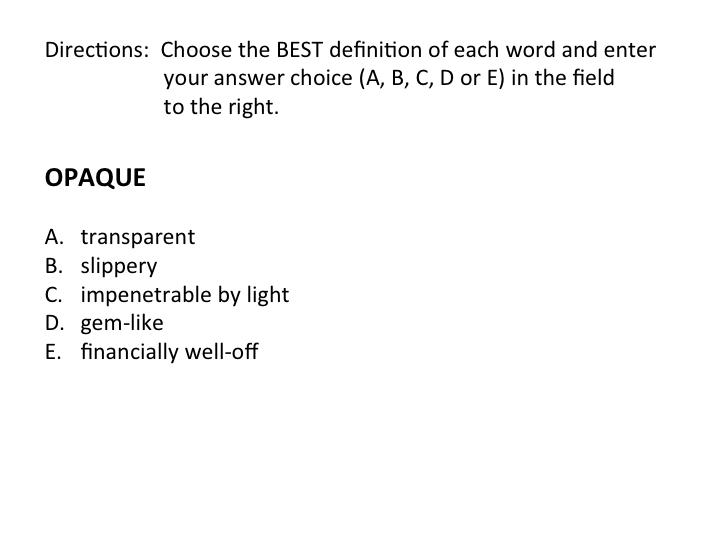 Directions: Choose the BEST definition of each word and enter
your answer choice (A, B, C, D or E) in the field
to the right.
OPAQUE
A. transparent
B. slippery
C. impenetrable by light
D. gem-like
E. financially well-off